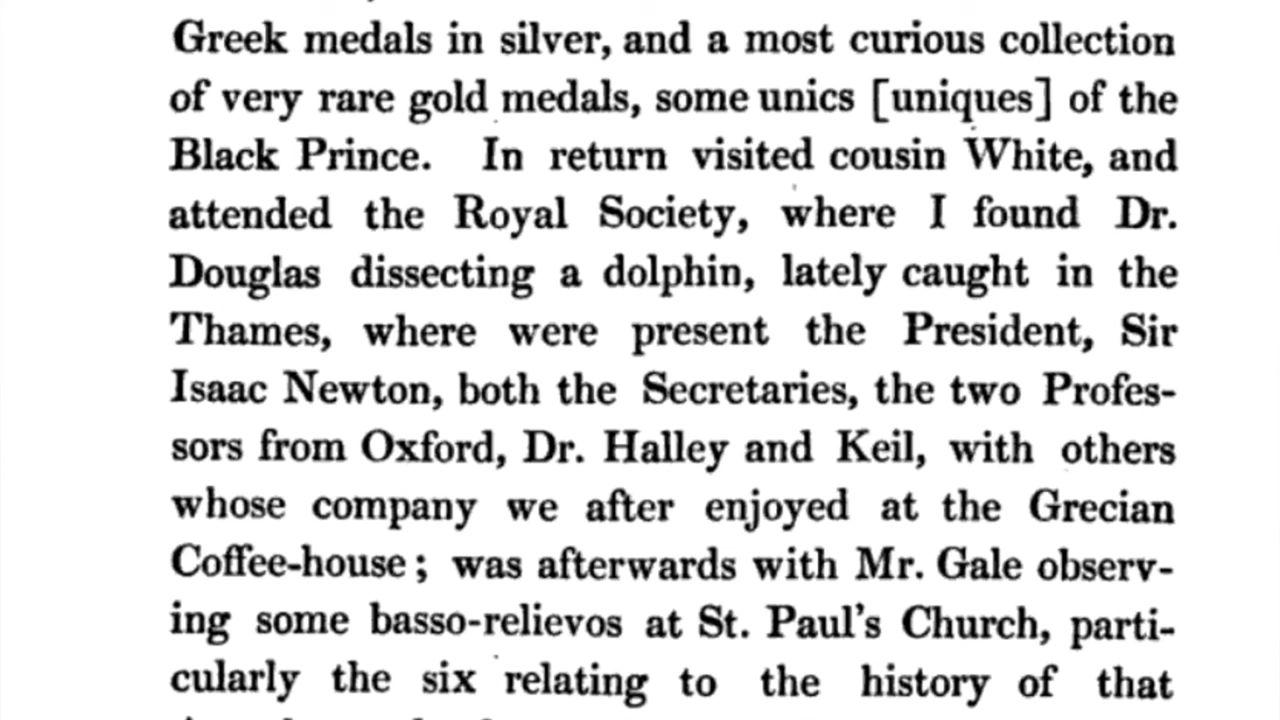 Greek medals in silver, and a most curious collection
of very rare gold medals, some unics [uniques] of the
Black Prince. In return visited cousin White, and
attended the Royal Society, where I found Dr.
Douglas dissecting a dolphin, lately caught in the
Thames, where were present the President, Sir
Isaac Newton, both the Secretaries, the two Profes-
sors from Oxford, Dr. Halley and Keil, with others
whose company we after enjoyed at the Grecian
Coffee-house; was afterwards with Mr. Gale observ-
ing some basso-relievos at St. Paul's Church, parti-
cularly the six relating to the history of that